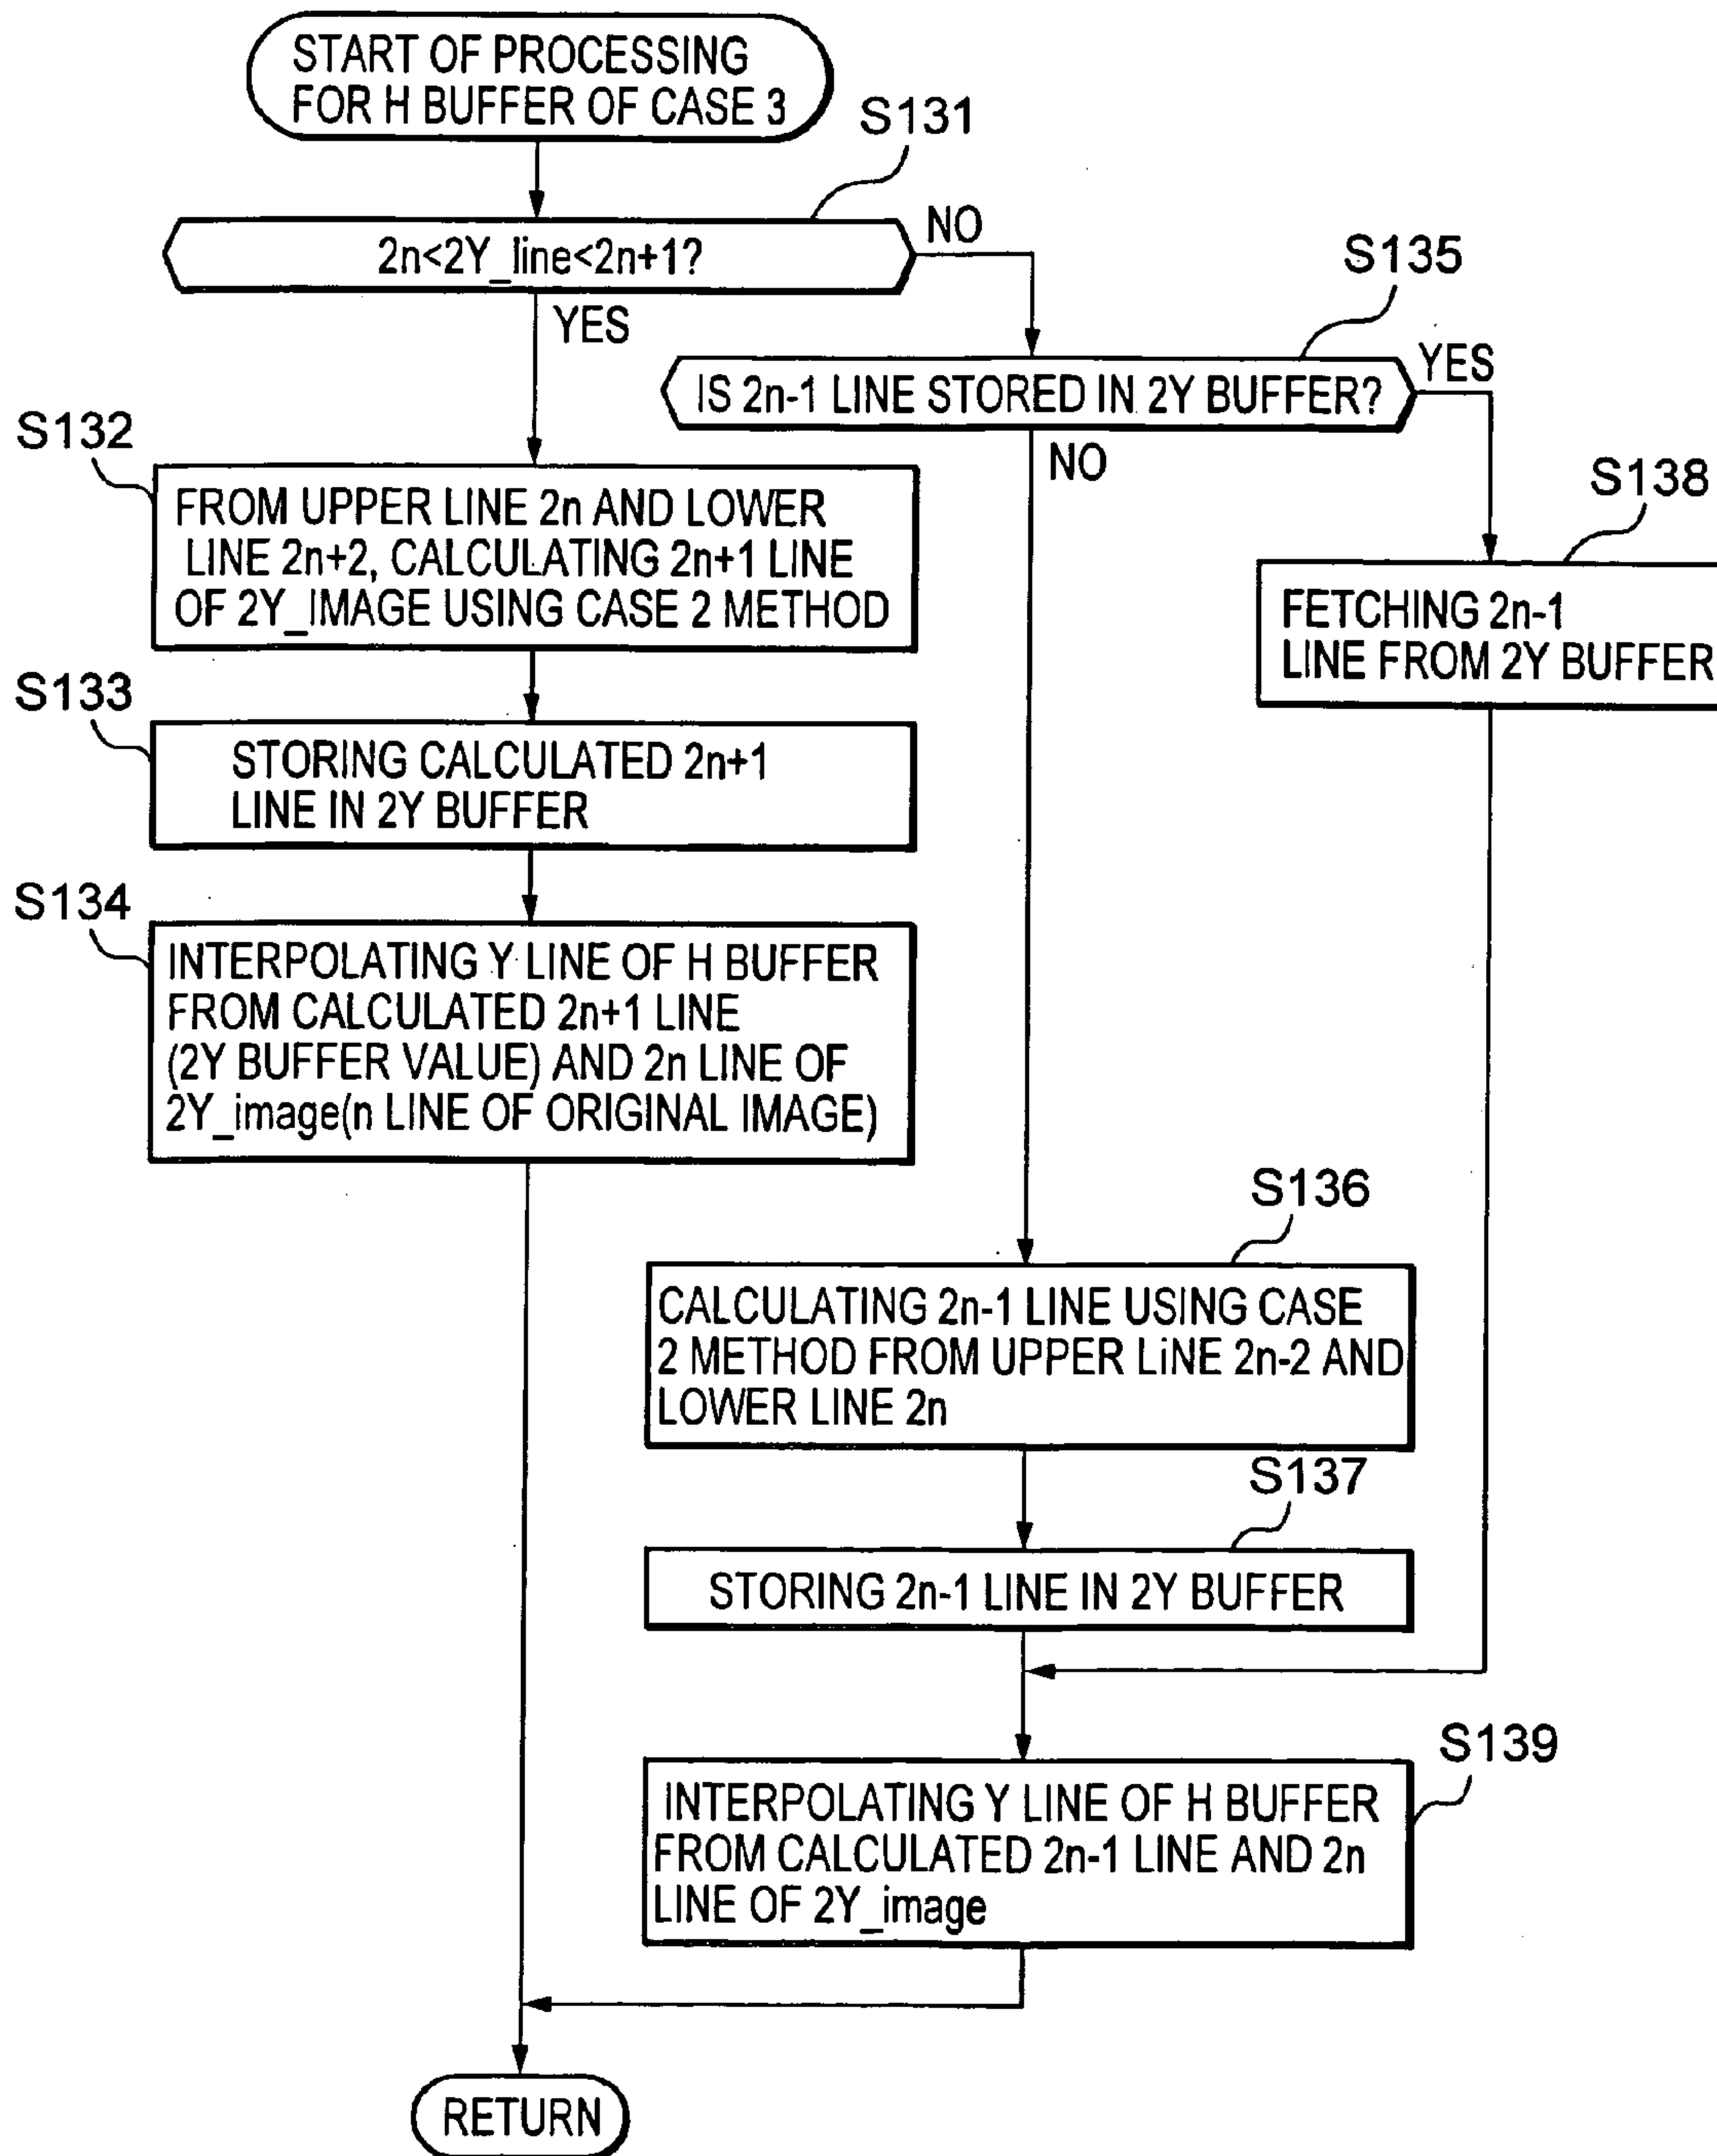 START OF PROCESSING
FOR H BUFFER OF CASE 3
S131
2n<2Y_line<2n+1?
NO
YES
S135
IS 2n-1 LINE STORED IN 2Y BUFFER?
YES
NO
S132
FROM UPPER LINE 2n AND LOWER
LINE 2n+2, CALCULATING 2n+1 LINE
OF 2Y_IMAGE USING CASE 2 METHOD
S138
FETCHING 2n-1
LINE FROM 2Y BUFFER
S133
STORING CALCULATED 2n+1
LINE IN 2Y BUFFER
S134
INTERPOLATING Y LINE OF H BUFFER
FROM CALCULATED 2n+1 LINE
(2Y BUFFER VALUE) AND 2n LINE OF
2Y_image(n LINE OF ORIGINAL IMAGE)
S136
CALCULATING 2n-1 LINE USING CASE
2 METHOD FROM UPPER LiNE 2n-2 AND
LOWER LINE 2n
S137
STORING 2n-1 LINE IN 2Y BUFFER
S139
INTERPOLATING Y LINE OF H BUFFER
FROM CALCULATED 2n-1 LINE AND 2n
LINE OF 2Y_image
RETURN